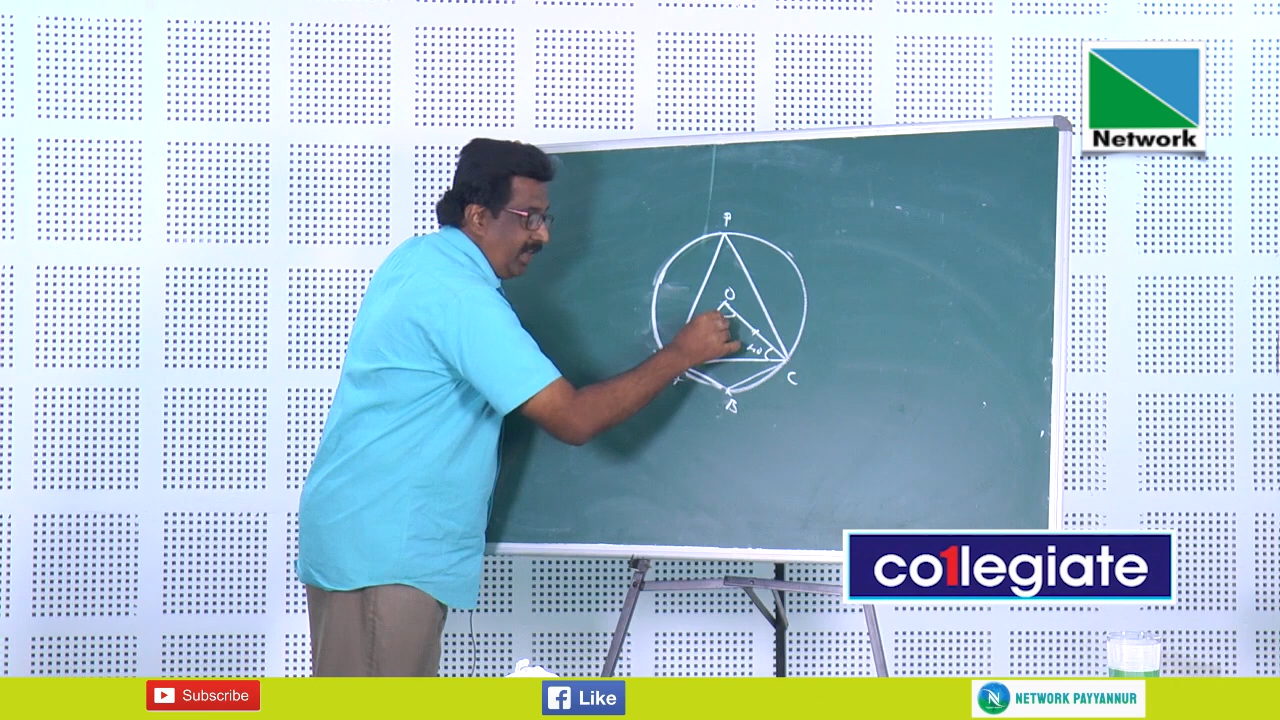 Network
P
O
40
C
B
co1legiate
Subscribe
Like
NETWORK PAYYANNUR